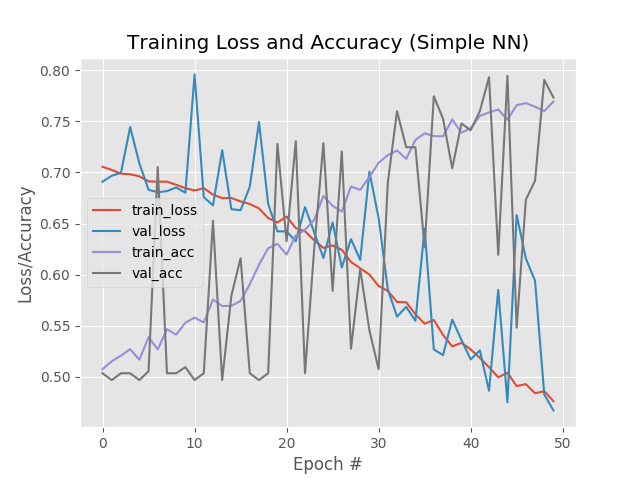 Training Loss and Accuracy (Simple NN)
0.80
0.75
0.70
0.65
0.60
0.55
0.50
Loss/Accuracy
train_loss
val_loss
train_acc
val_acc
0 10 20 30 40 50
Epoch #